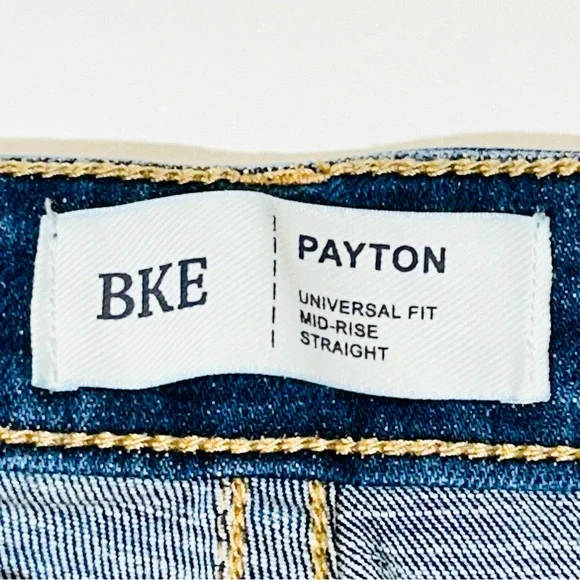 BKE
PAYTON
UNIVERSAL FIT
MID-RISE
STRAIGHT